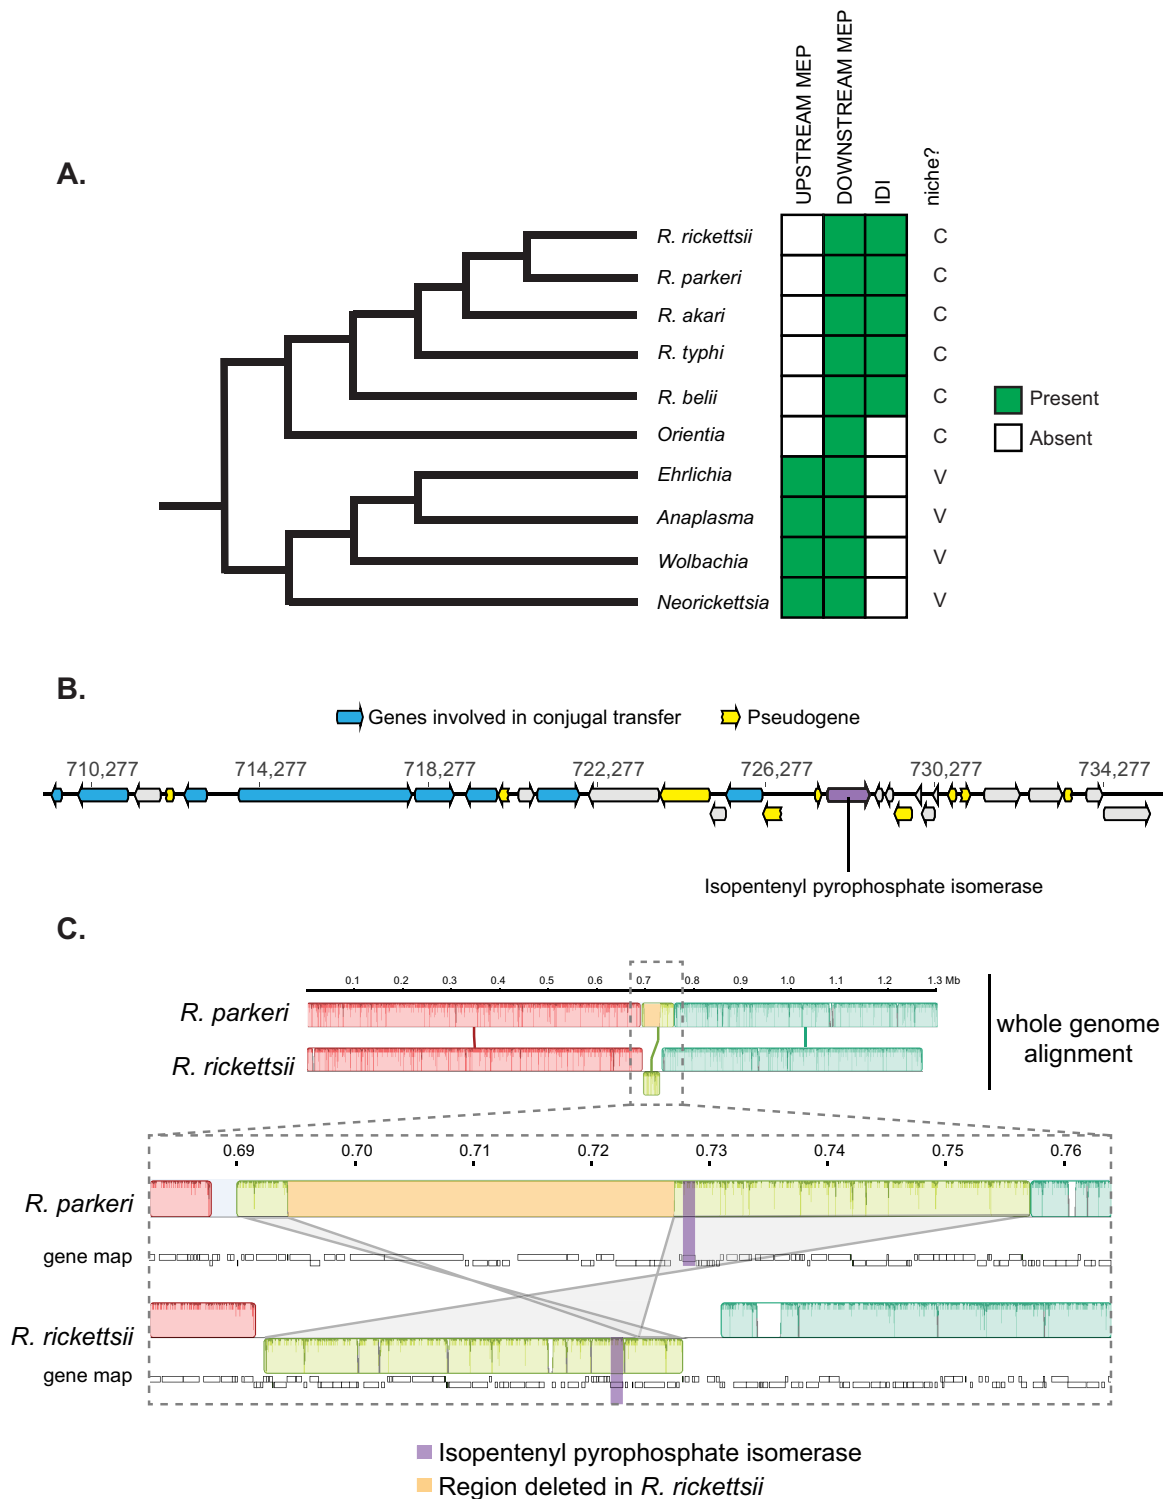 A.
UPSTREAM MEP
DOWNSTREAM MEP
IDI
niche?
R. rickettsii C
R. parkeri C
R. akari C
R. typhi C
R. belii C
Orientia C
Ehrlichia V
Anaplasma V
Wolbachia V
Neorickettsia V
Present
Absent
B.
Genes involved in conjugal transfer Pseudogene
710,277 714,277 718,277 722,277 726,277 730,277 734,277
Isopentenyl pyrophosphate isomerase
C.
0.1 0.2 0.3 0.4 0.5 0.6 0.7 0.8 0.9 1.0 1.1 1.2 1.3 Mb
R. parkeri
R. rickettsii
whole genome
alignment
0.69 0.70 0.71 0.72 0.73 0.74 0.75 0.76
R. parkeri
gene map
R. rickettsii
gene map
Isopentenyl pyrophosphate isomerase
Region deleted in R. rickettsii